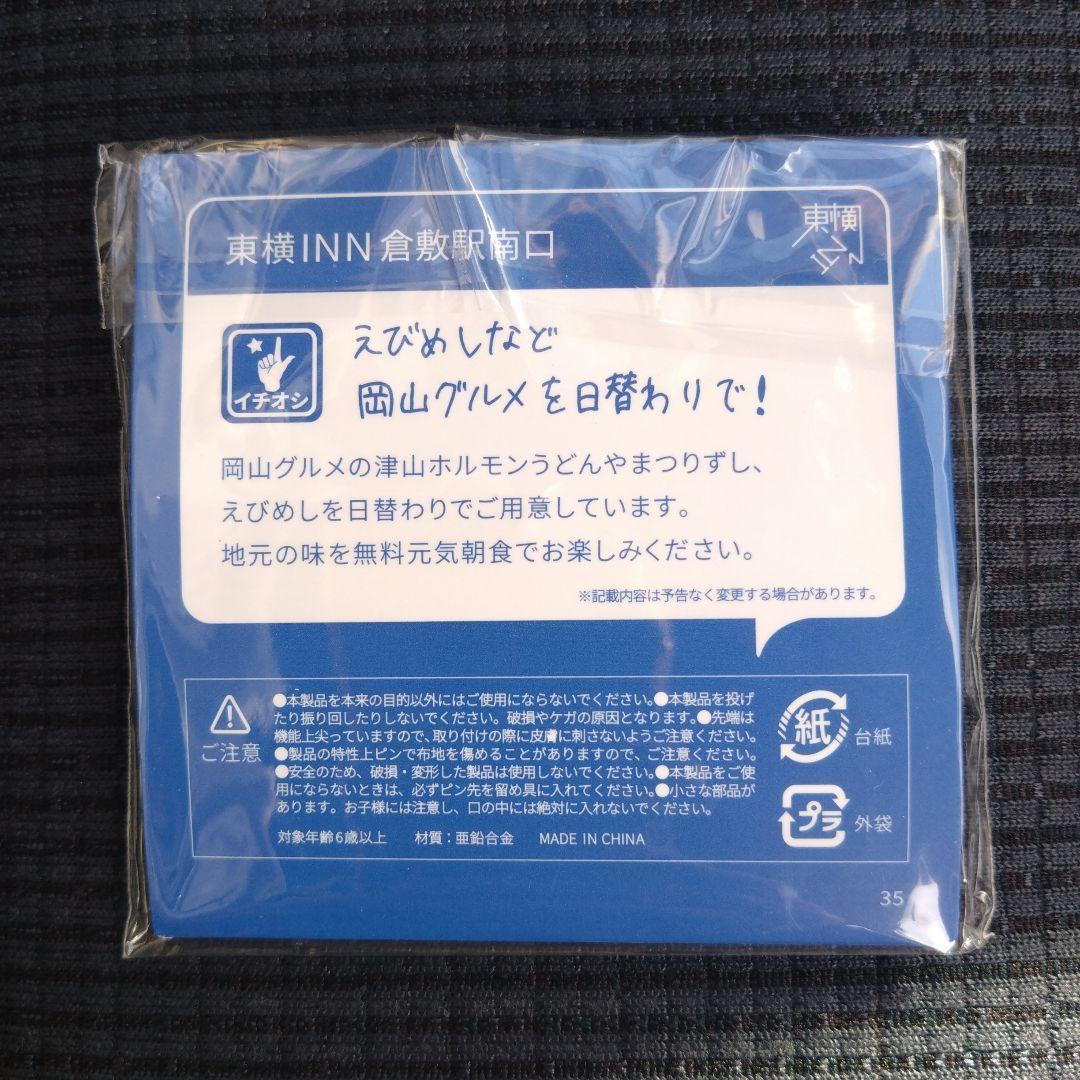 東横INN倉敷駅南口
東横
イン
イチオシ
えびめしなど
岡山グルメを日替わりで!
岡山グルメの津山ホルモンうどんやまつりずし、
えびめしを日替わりでご用意しています。
地元の味を無料元気朝食でお楽しみください。
※記載内容は予告なく変更する場合があります。
ご注意
●本製品を本来の目的以外にはご使用にならないでください。●本製品を投げ
たり振り回したりしないでください。破損やケガの原因となります。●先端は
機能上尖っていますので、取り付けの際に皮膚に刺さないようご注意ください。
●製品の特性上ピンで布地を傷めることがありますので、ご注意ください。
●安全のため、破損・変形した製品は使用しないでください。●本製品をご使
用にならないときは、必ずピン先を留め具に入れてください。●小さな部品が
あります。お子様には注意し、口の中には絶対に入れないでください。
対象年齢6歳以上 材質:亜鉛合金 MADE IN CHINA
紙
台紙
プラ
外袋
35